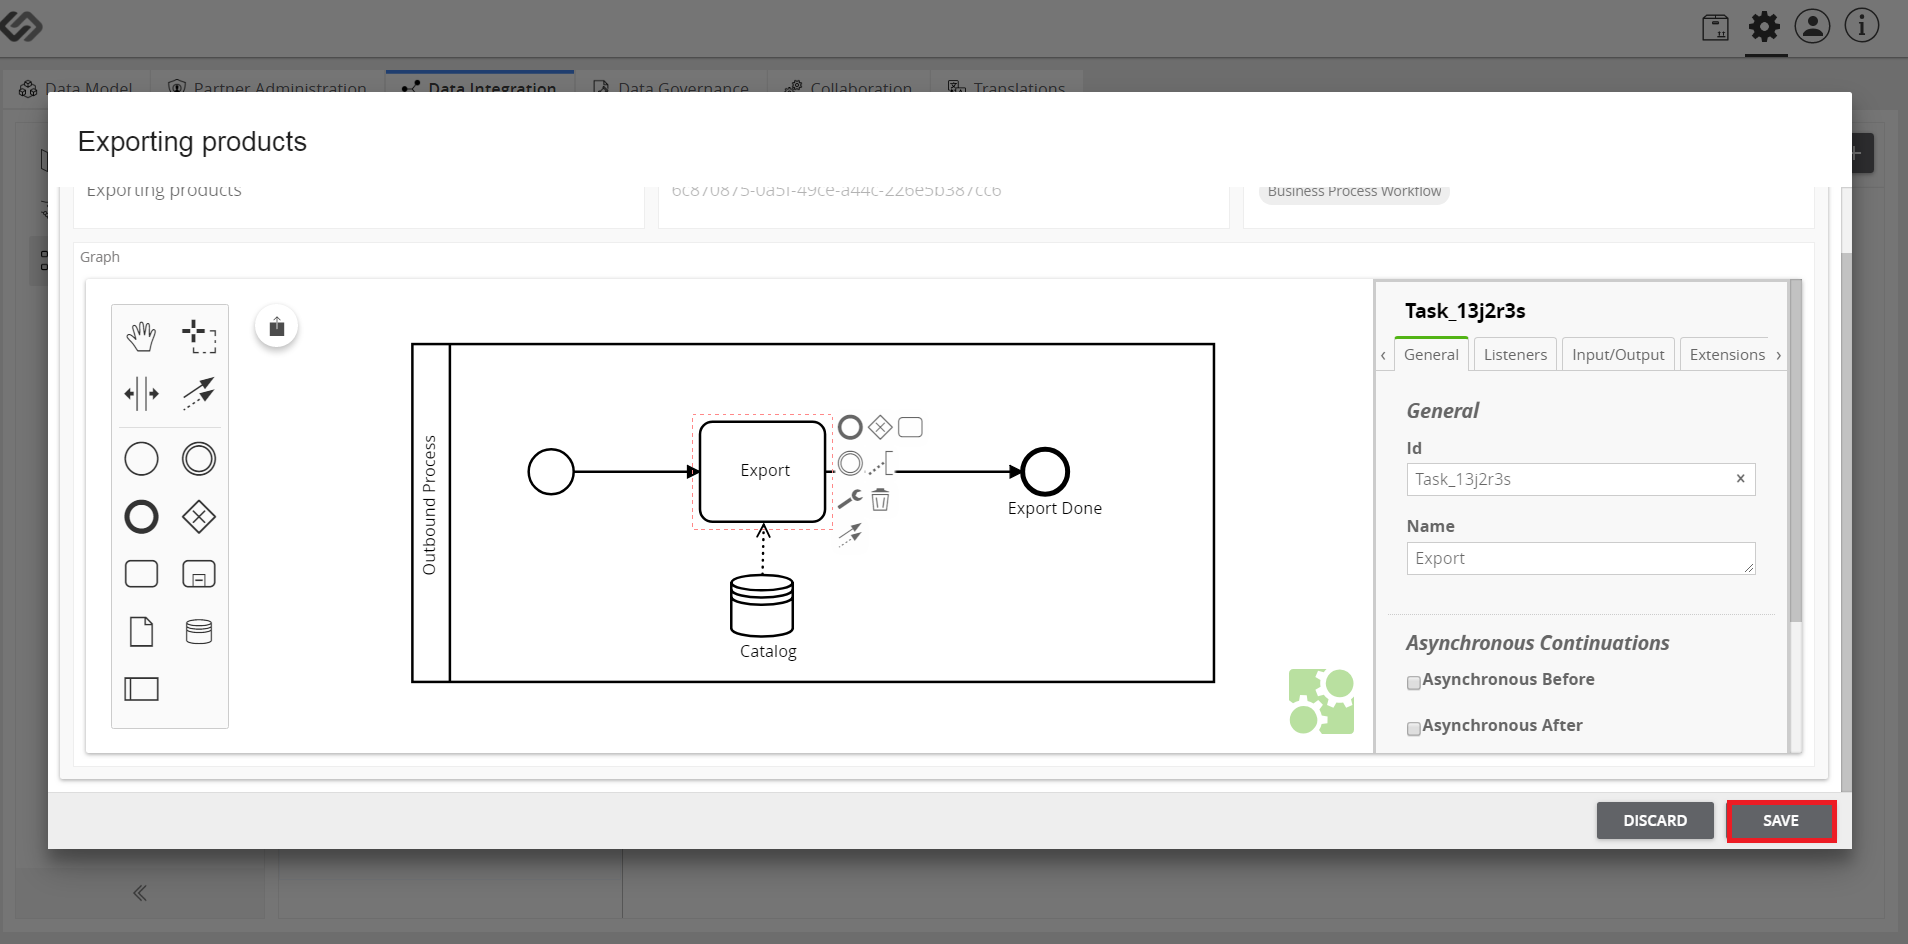 Data Model
Partner Administration
Data Integration
Data Governance
Collaboration
Translations
Exporting products
Exporting products
6c870875-0a5f-49ce-a44c-226e5b387cc6
Business Process Workflow
Graph
Outbound Process
Export
Export Done
Catalog
Task_13j2r3s
General
Listeners
Input/Output
Extensions
General
Id
Task_13j2r3s
Name
Export
Asynchronous Continuations
Asynchronous Before
Asynchronous After
DISCARD
SAVE